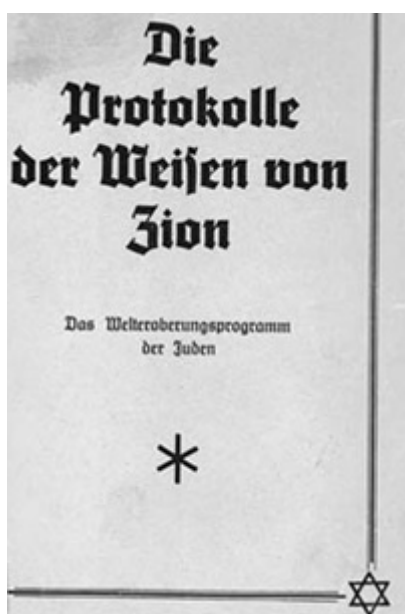 Die
Protokolle
der Weisen von
Zion
Das Welteroberungsprogramm
der Juden